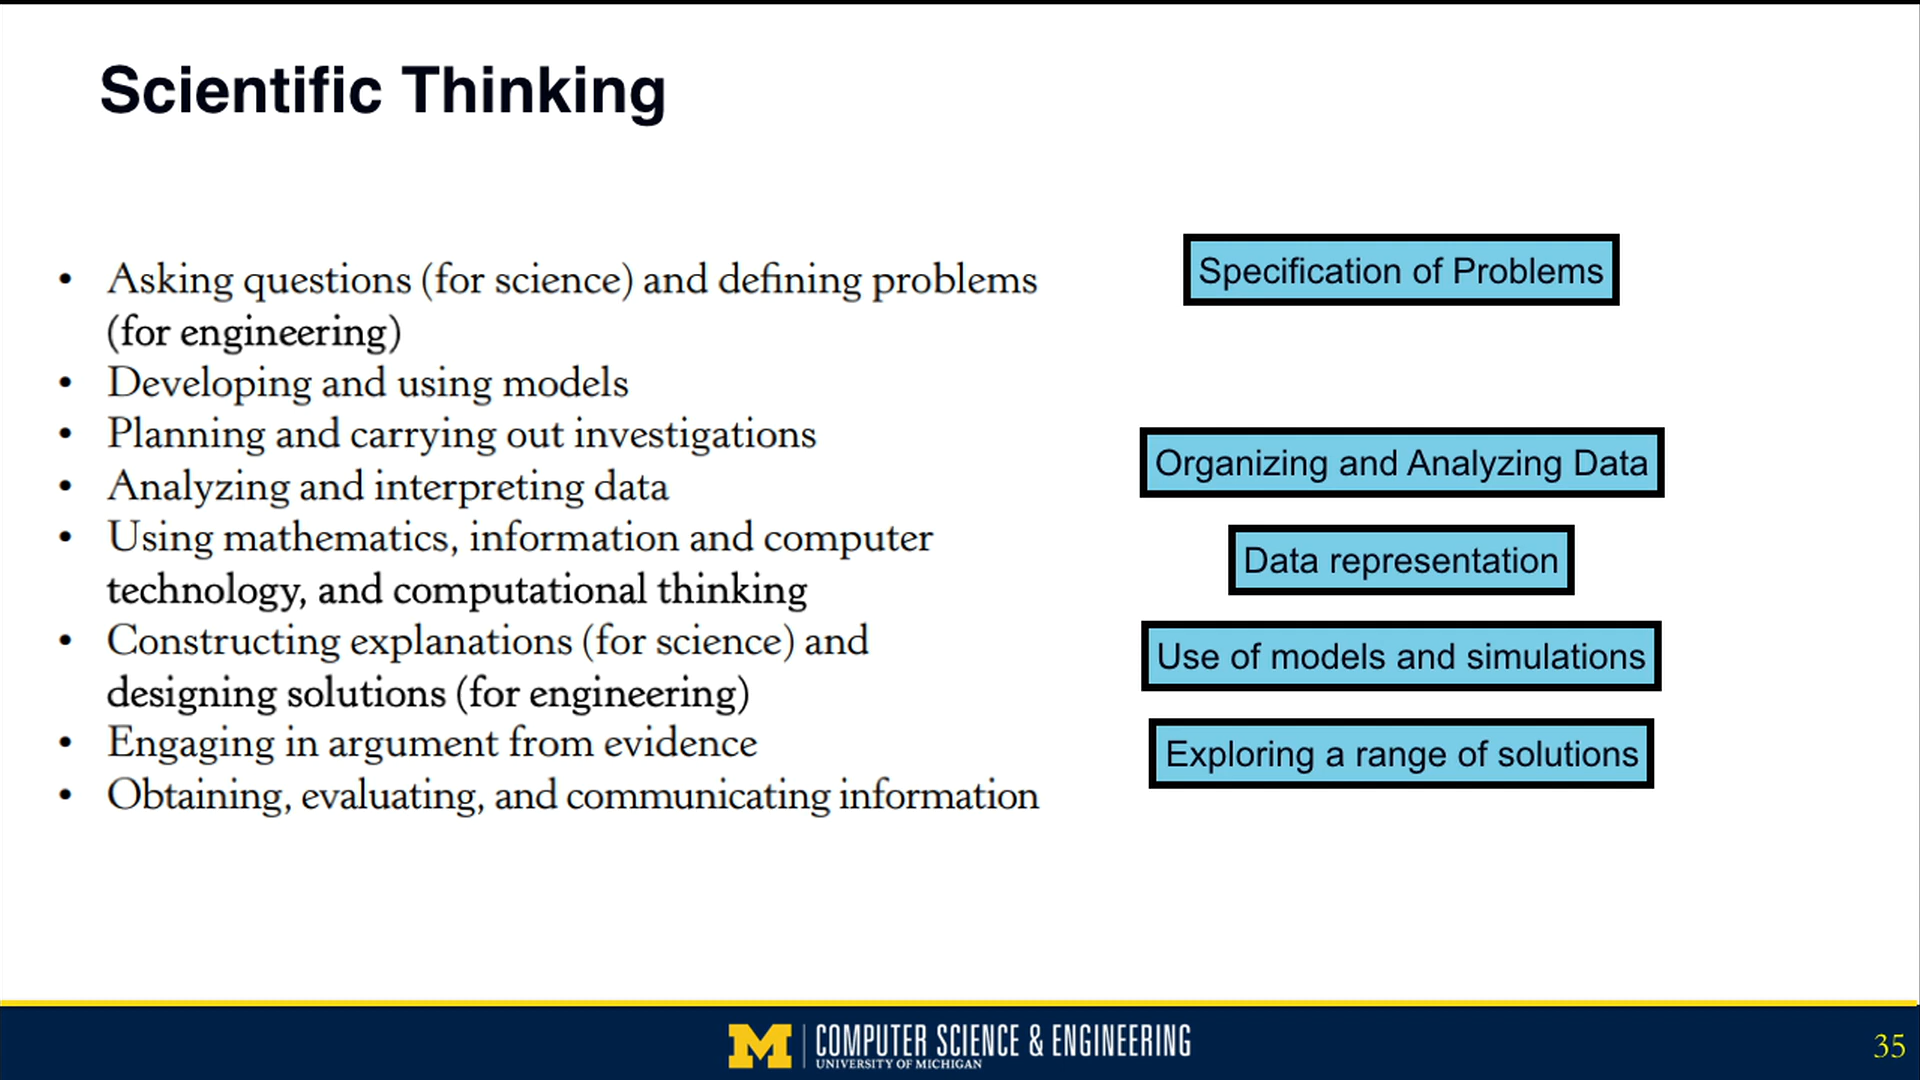 Scientific Thinking
• Asking questions (for science) and defining problems
(for engineering)
• Developing and using models
• Planning and carrying out investigations
• Analyzing and interpreting data
• Using mathematics, information and computer
technology, and computational thinking
• Constructing explanations (for science) and
designing solutions (for engineering)
• Engaging in argument from evidence
• Obtaining, evaluating, and communicating information
Specification of Problems
Organizing and Analyzing Data
Data representation
Use of models and simulations
Exploring a range of solutions
M
COMPUTER SCIENCE & ENGINEERING
UNIVERSITY OF MICHIGAN
35